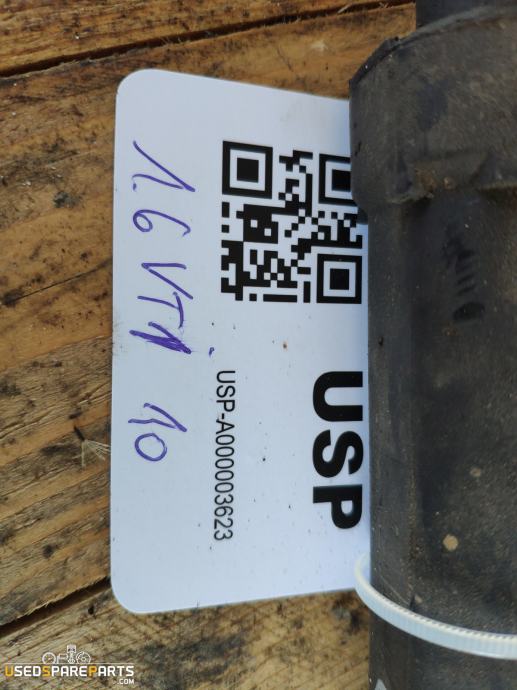 USP
USP-A000003623
1.6 VTi 10
USEDSPAREPARTS
.COM